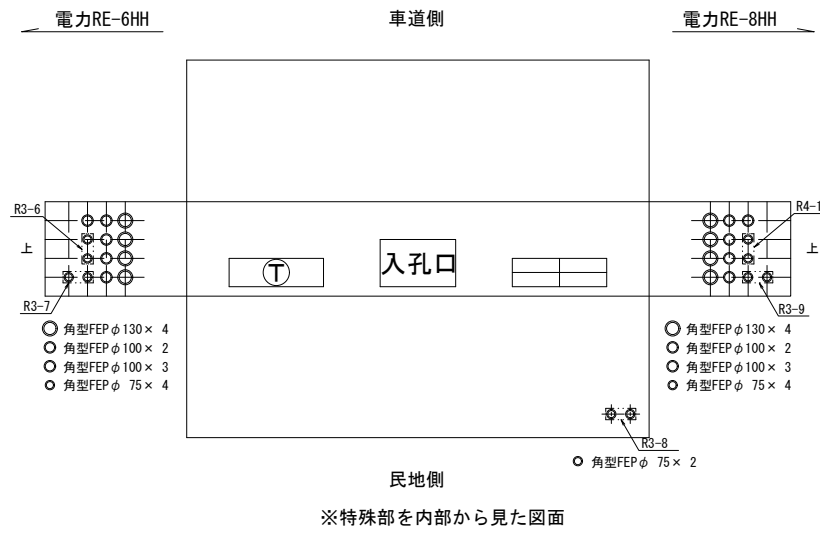 電力RE-6HH
車道側
電力RE-8HH
R3-6
R4-1
上
上
入孔口
T
R3-7
R3-9
角型FEPφ130× 4
角型FEPφ100× 2
角型FEPφ100× 3
角型FEPφ 75× 4
角型FEPφ130× 4
角型FEPφ100× 2
角型FEPφ100× 3
角型FEPφ 75× 4
R3-8
角型FEPφ 75× 2
民地側
※特殊部を内部から見た図面